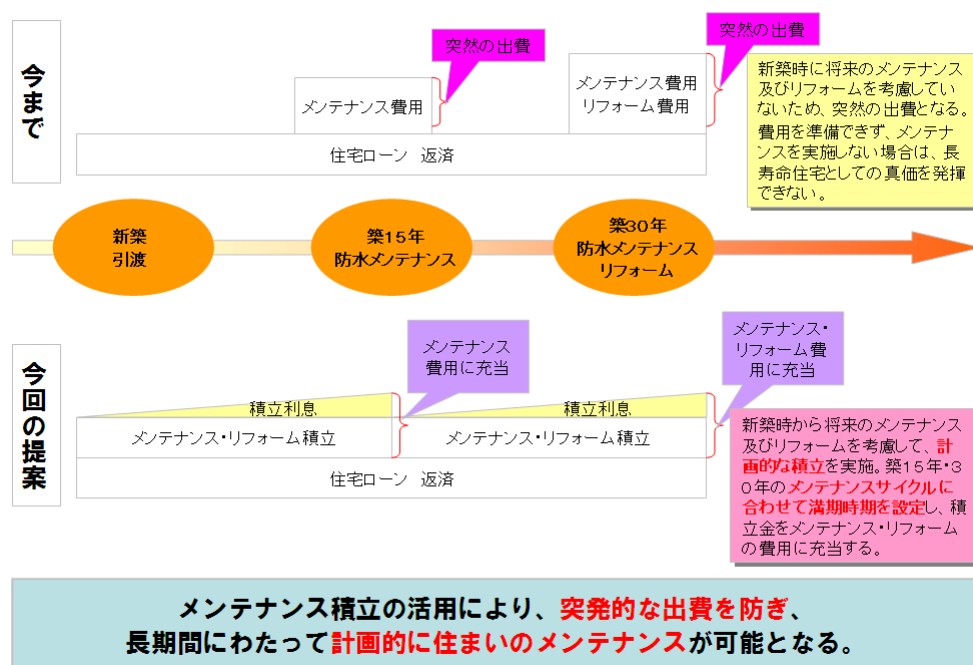 今まで
突然の出費
メンテナンス費用
突然の出費
メンテナンス費用
リフォーム費用
住宅ローン 返済
新築時に将来のメンテナンス
及びリフォームを考慮してい
ないため、突然の出費となる。
費用を準備できず、メンテ
ナンスを実施しない場合は、長
寿命住宅としての真価を発揮
できない。
新築
引渡
築15年
防水メンテナンス
築30年
防水メンテナンス
リフォーム
今回の提案
メンテナンス
費用に充当
メンテナンス・
リフォーム費
用に充当
積立利息
積立利息
メンテナンス・リフォーム積立
メンテナンス・リフォーム積立
住宅ローン 返済
新築時から将来のメンテナンス
及びリフォームを考慮して、計
画的な積立を実施。築15年・3
0年のメンテナンスサイクルに
合わせて満期時期を設定し、積
立金をメンテナンス・リフォーム
の費用に充当する。
メンテナンス積立の活用により、突発的な出費を防ぎ、
長期間にわたって計画的に住まいのメンテナンスが可能となる。